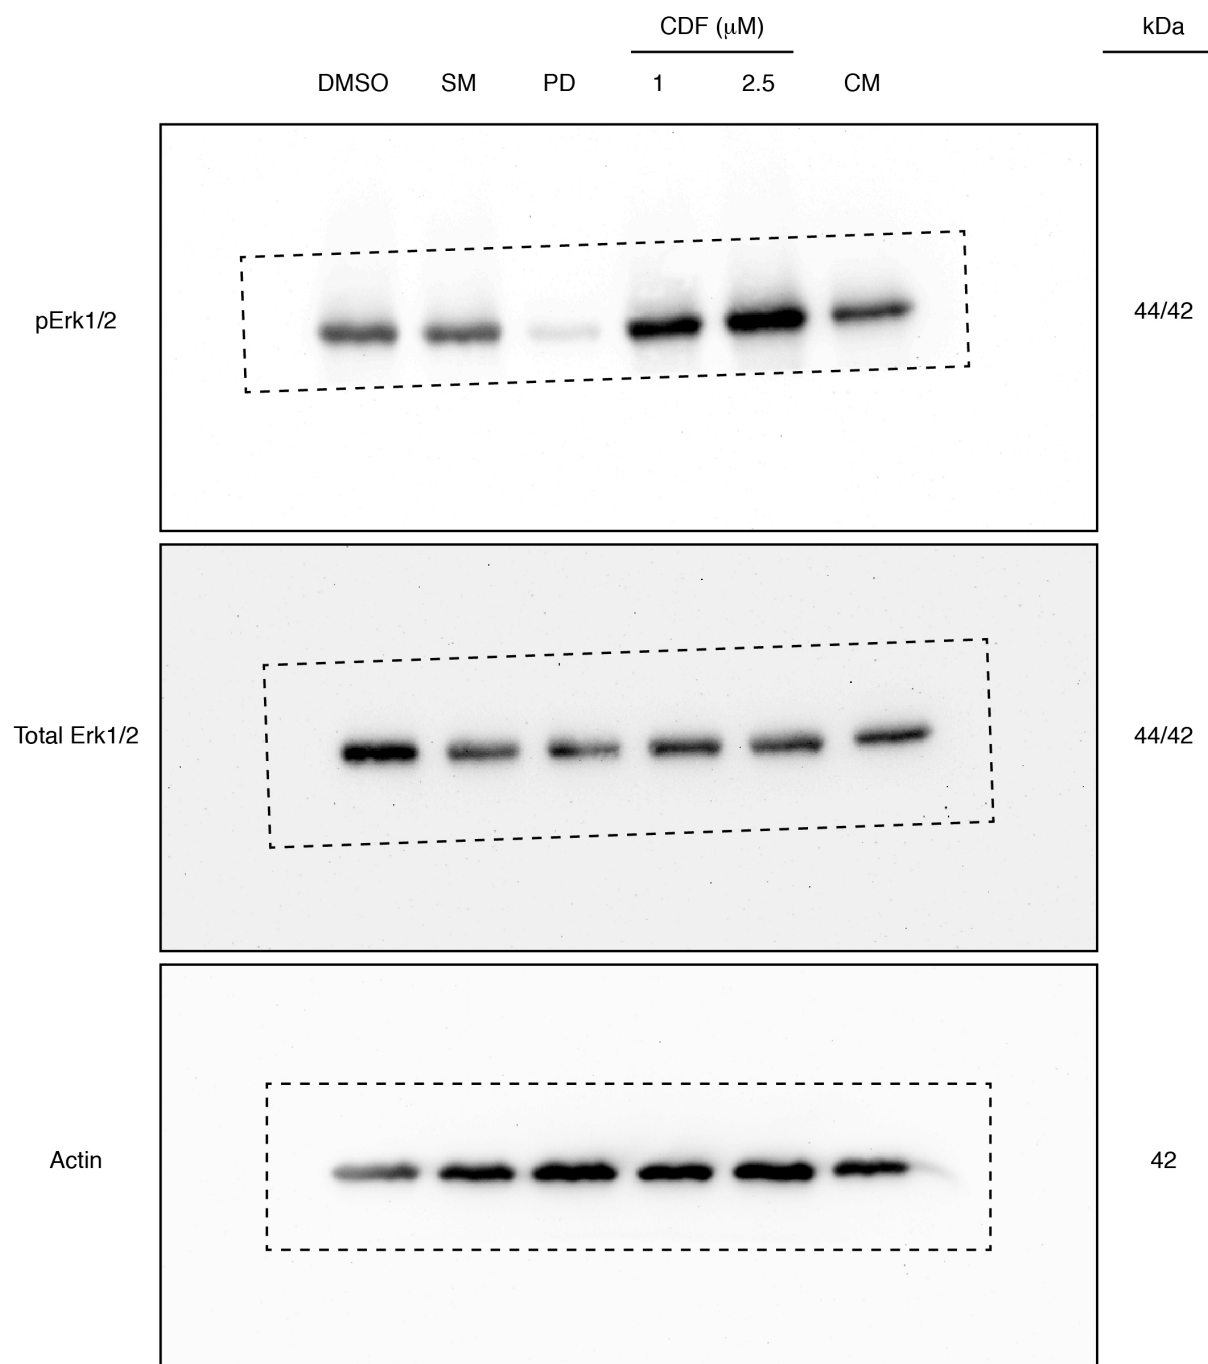 CDF (μM)
kDa
DMSO
SM
PD
1
2.5
CM
pErk1/2
44/42
Total Erk1/2
44/42
Actin
42